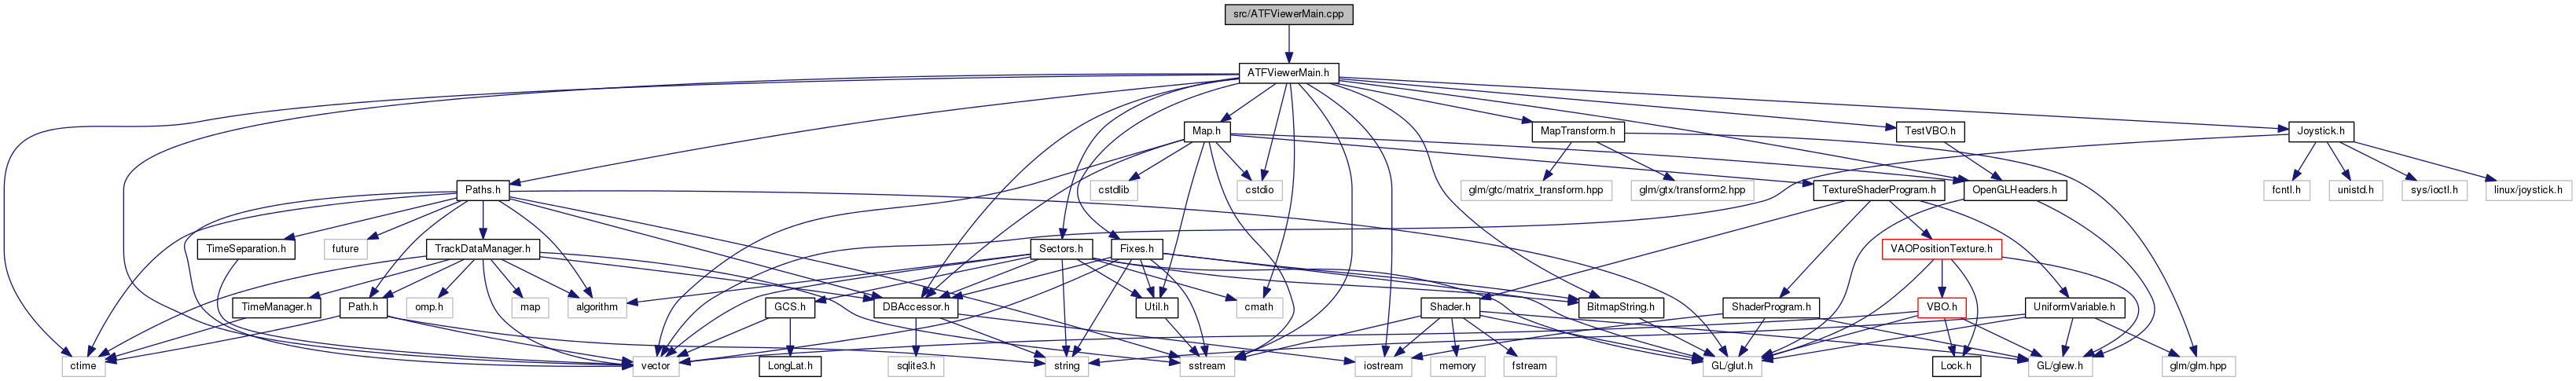 src/ATFViewerMain.cpp
ATFViewerMain.h
Map.h
MapTransform.h
TestVBO.h
Joystick.h
Paths.h
cstdlib
cstdio
glm/gtc/matrix_transform.hpp
glm/gtx/transform2.hpp
TextureShaderProgram.h
OpenGLHeaders.h
fcntl.h
unistd.h
sys/ioctl.h
linux/joystick.h
TimeSeparation.h
future
TrackDataManager.h
Sectors.h
Fixes.h
VAOPositionTexture.h
TimeManager.h
Path.h
omp.h
map
algorithm
GCS.h
DBAccessor.h
Util.h
cmath
Shader.h
BitmapString.h
ShaderProgram.h
VBO.h
UniformVariable.h
ctime
vector
LongLat.h
sqlite3.h
string
sstream
iostream
memory
fstream
GL/glut.h
Lock.h
GL/glew.h
glm/glm.hpp